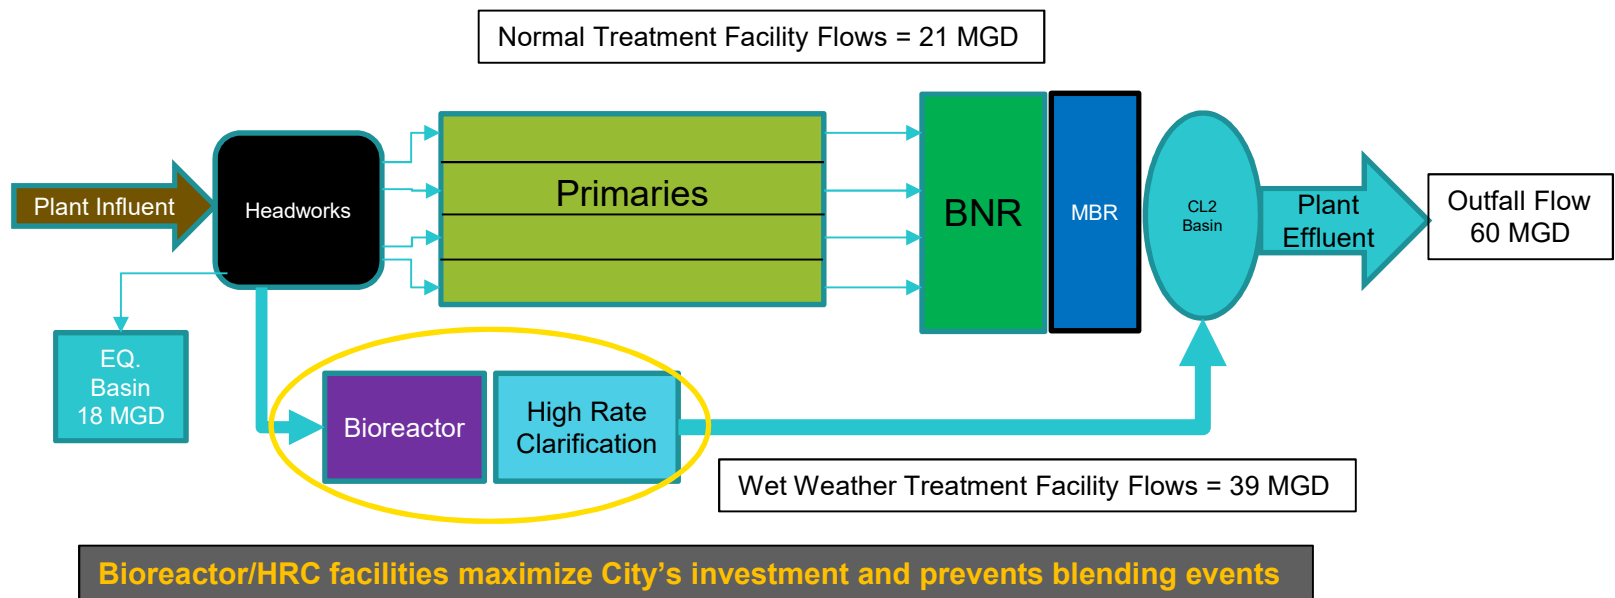 Normal Treatment Facility Flows = 21 MGD
Plant Influent
Headworks
Primaries
BNR
MBR
CL2
Basin
Plant
Effluent
Outfall Flow
60 MGD
EQ.
Basin
18 MGD
Bioreactor
High Rate
Clarification
Wet Weather Treatment Facility Flows = 39 MGD
Bioreactor/HRC facilities maximize City's investment and prevents blending events